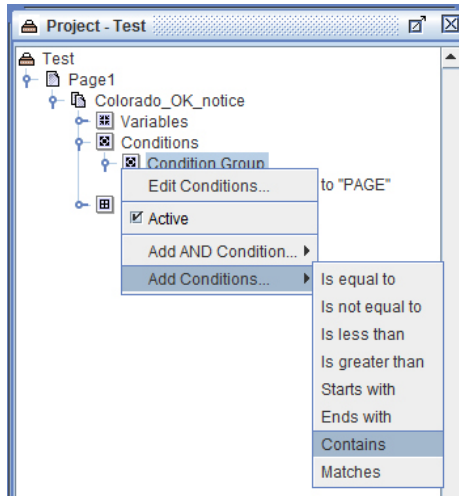 Project - Test
Test
Page1
Colorado_OK_notice
Variables
Conditions
Condition Group
Edit Conditions...
to "PAGE"
Active
Add AND Condition...
Add Conditions...
Is equal to
Is not equal to
Is less than
Is greater than
Starts with
Ends with
Contains
Matches